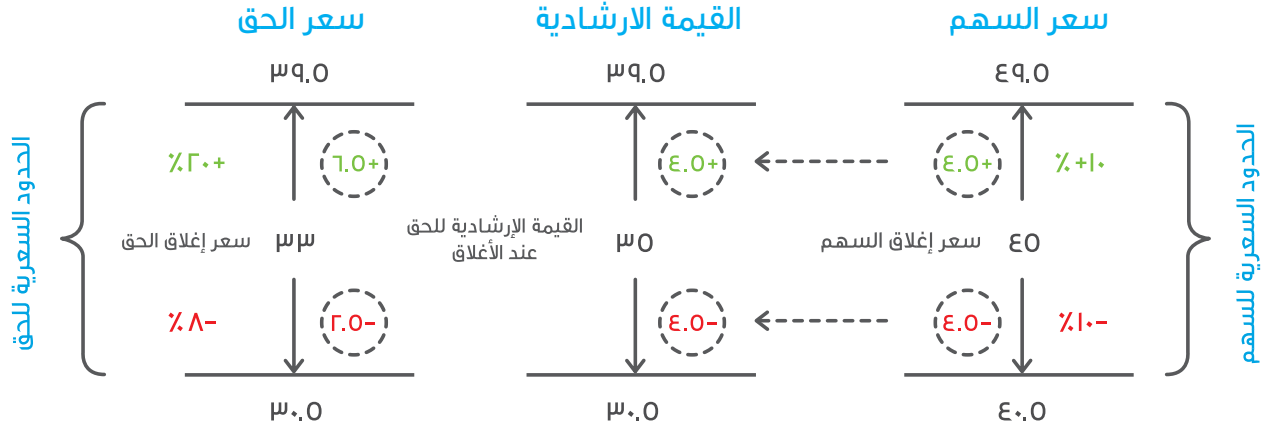 سعر السهم
القيمة الارشادية
سعر الحق
٤٩.٥
٣٩.٥
٣٩.٥
الحدود السعرية للسهم
٪+١٠
٤.٥+
٤.٥+
٦.٥+
٪٢٠+
الحدود السعرية للحق
٤٥
سعر إغلاق السهم
٣٥
القيمة الإرشادية للحق
عند الأغلاق
٣٣
سعر إغلاق الحق
٪١٠-
٤.٥-
٤.٥-
٢.٥-
٪٨-
٤٠.٥
٣٠.٥
٣٠.٥